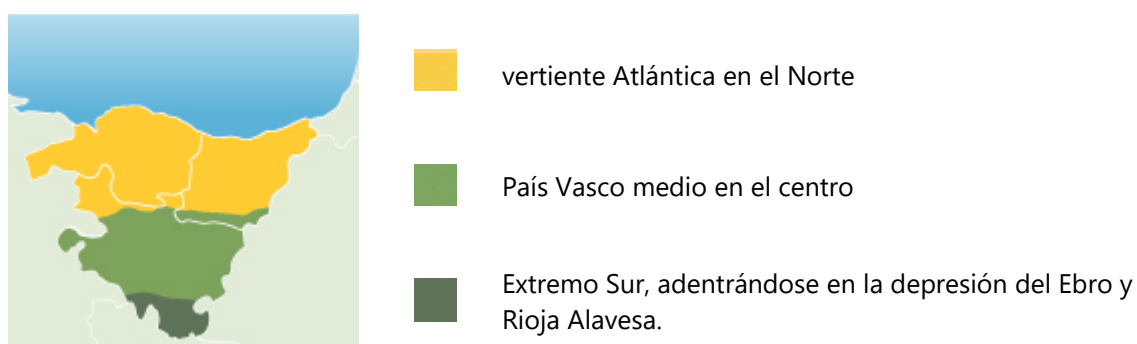 vertiente Atlántica en el Norte
País Vasco medio en el centro
Extremo Sur, adentrándose en la depresión del Ebro y
Rioja Alavesa.